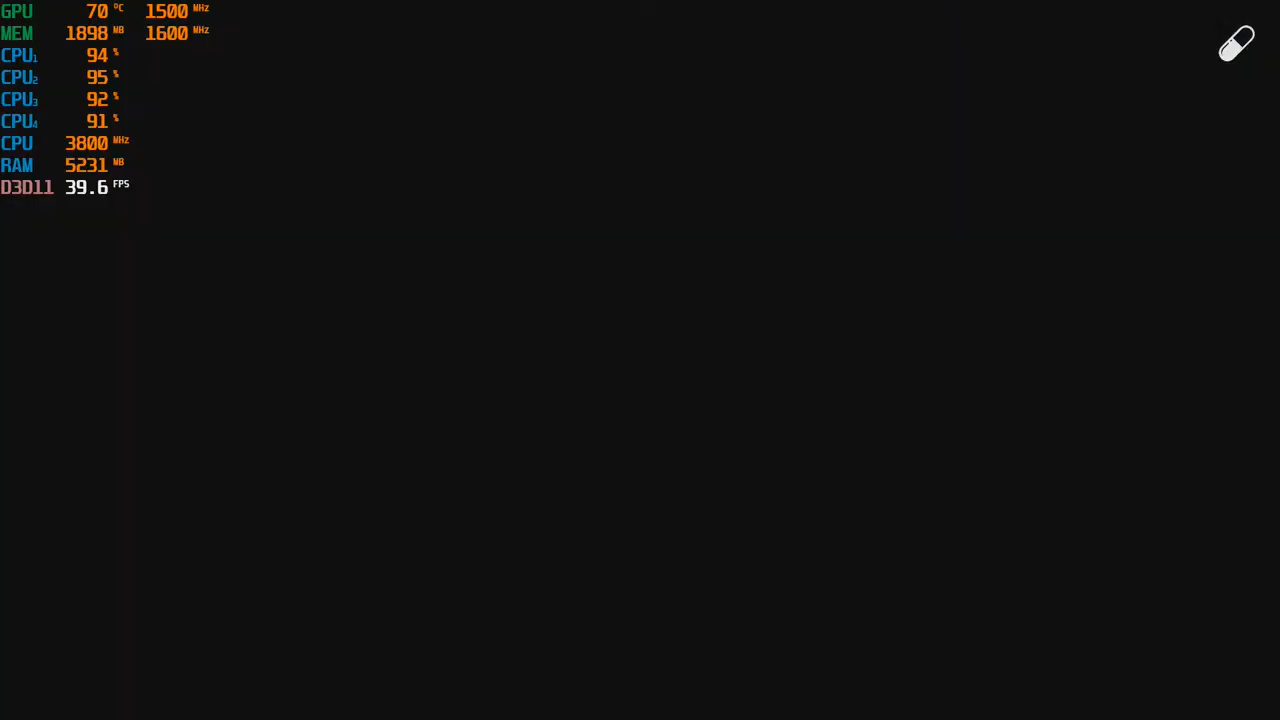 GPU 70 °C 1500 MHz
MEM 1898 MB 1600 MHz
CPU1 94 %
CPU2 95 %
CPU3 92 %
CPU4 91 %
CPU 3800 MHz
RAM 5231 MB
D3D11 39.6 FPS